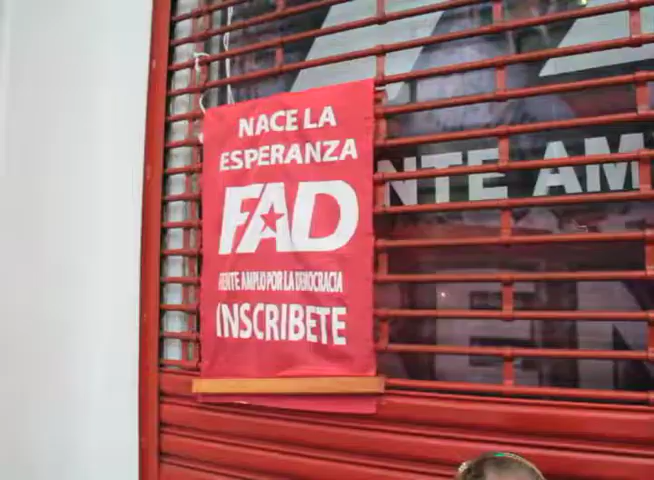 NACE LA
ESPERANZA
FAD
FRENTE AMPLIO POR LA DEMOCRACIA
INSCRIBETE
NTE AM